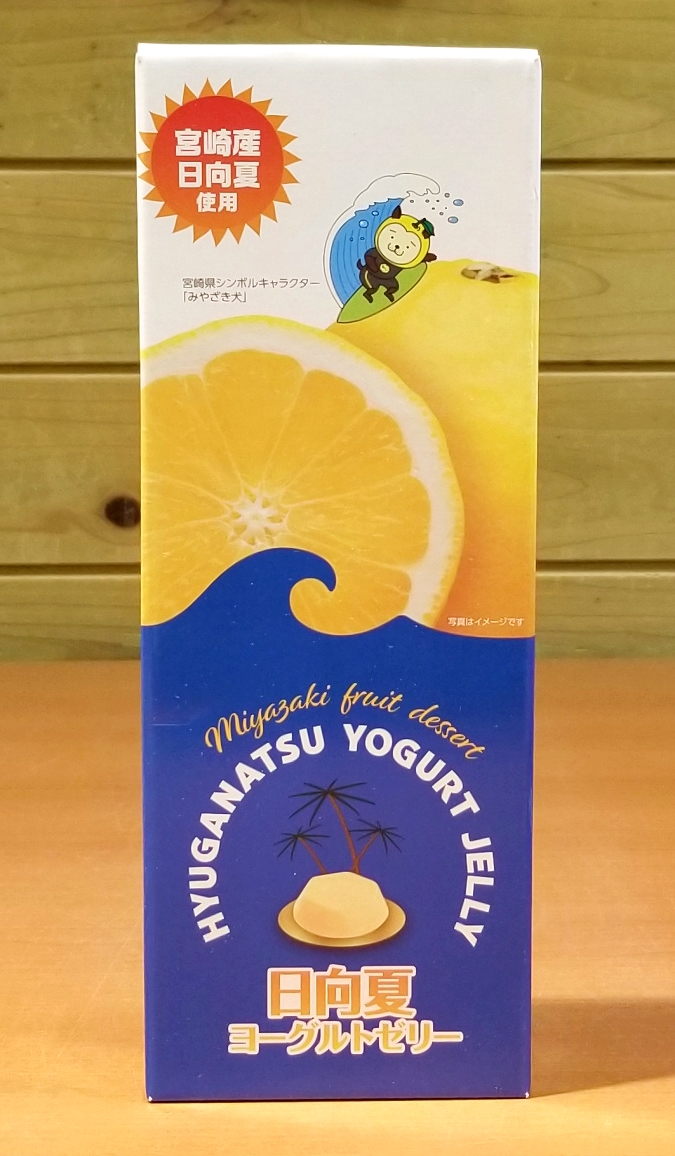 宮崎産
日向夏
使用
宮崎県シンボルキャラクター
「みやざき犬」
写真はイメージです
Miyazaki fruit dessert
HYUGANATSU YOGURT JELLY
日向夏
ヨーグルトゼリー